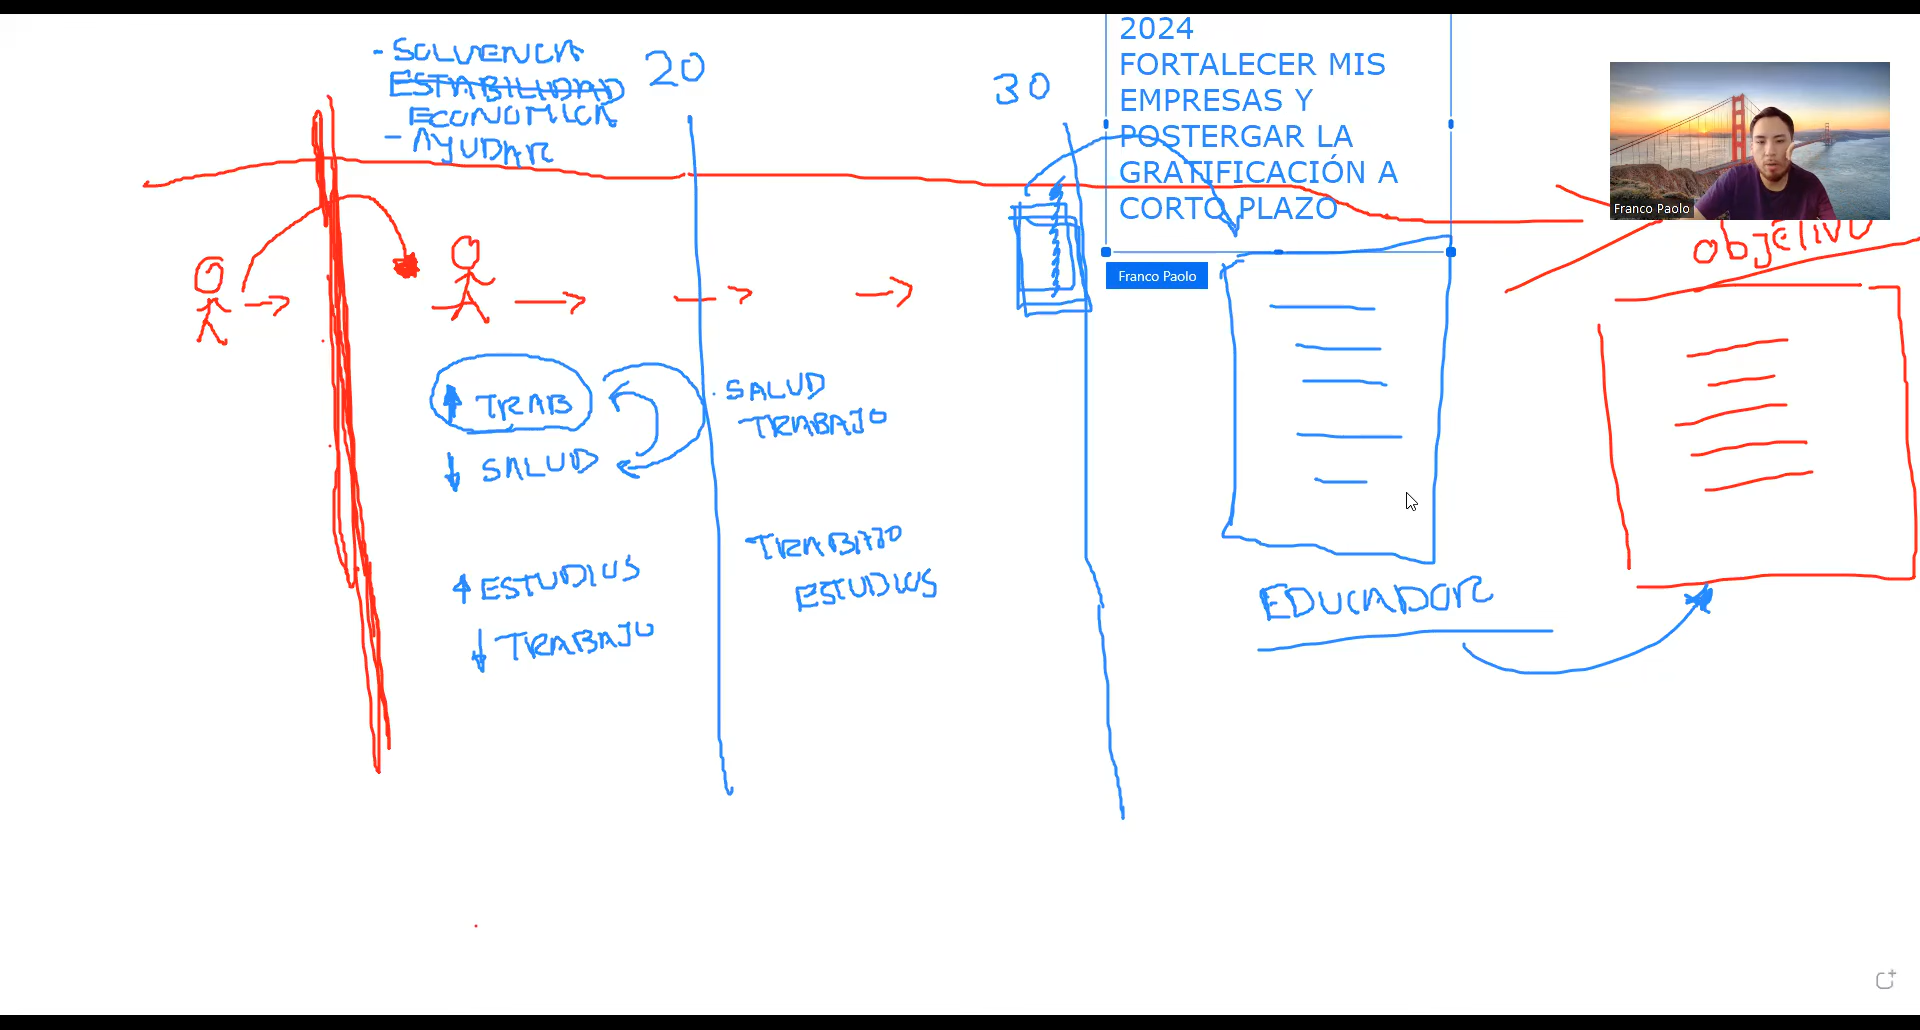 - SOLVENCIA
ESTABILIDAD
ECONOMICA
- AYUDAR
20
30
2024
FORTALECER MIS
EMPRESAS Y
POSTERGAR LA
GRATIFICACIÓN A
CORTO PLAZO
Franco Paolo
Franco Paolo
objetivo
TRAB
SALUD
ESTUDIOS
TRABAJO
SALUD
TRABAJO
TRABAJO
ESTUDIOS
EDUCADOR